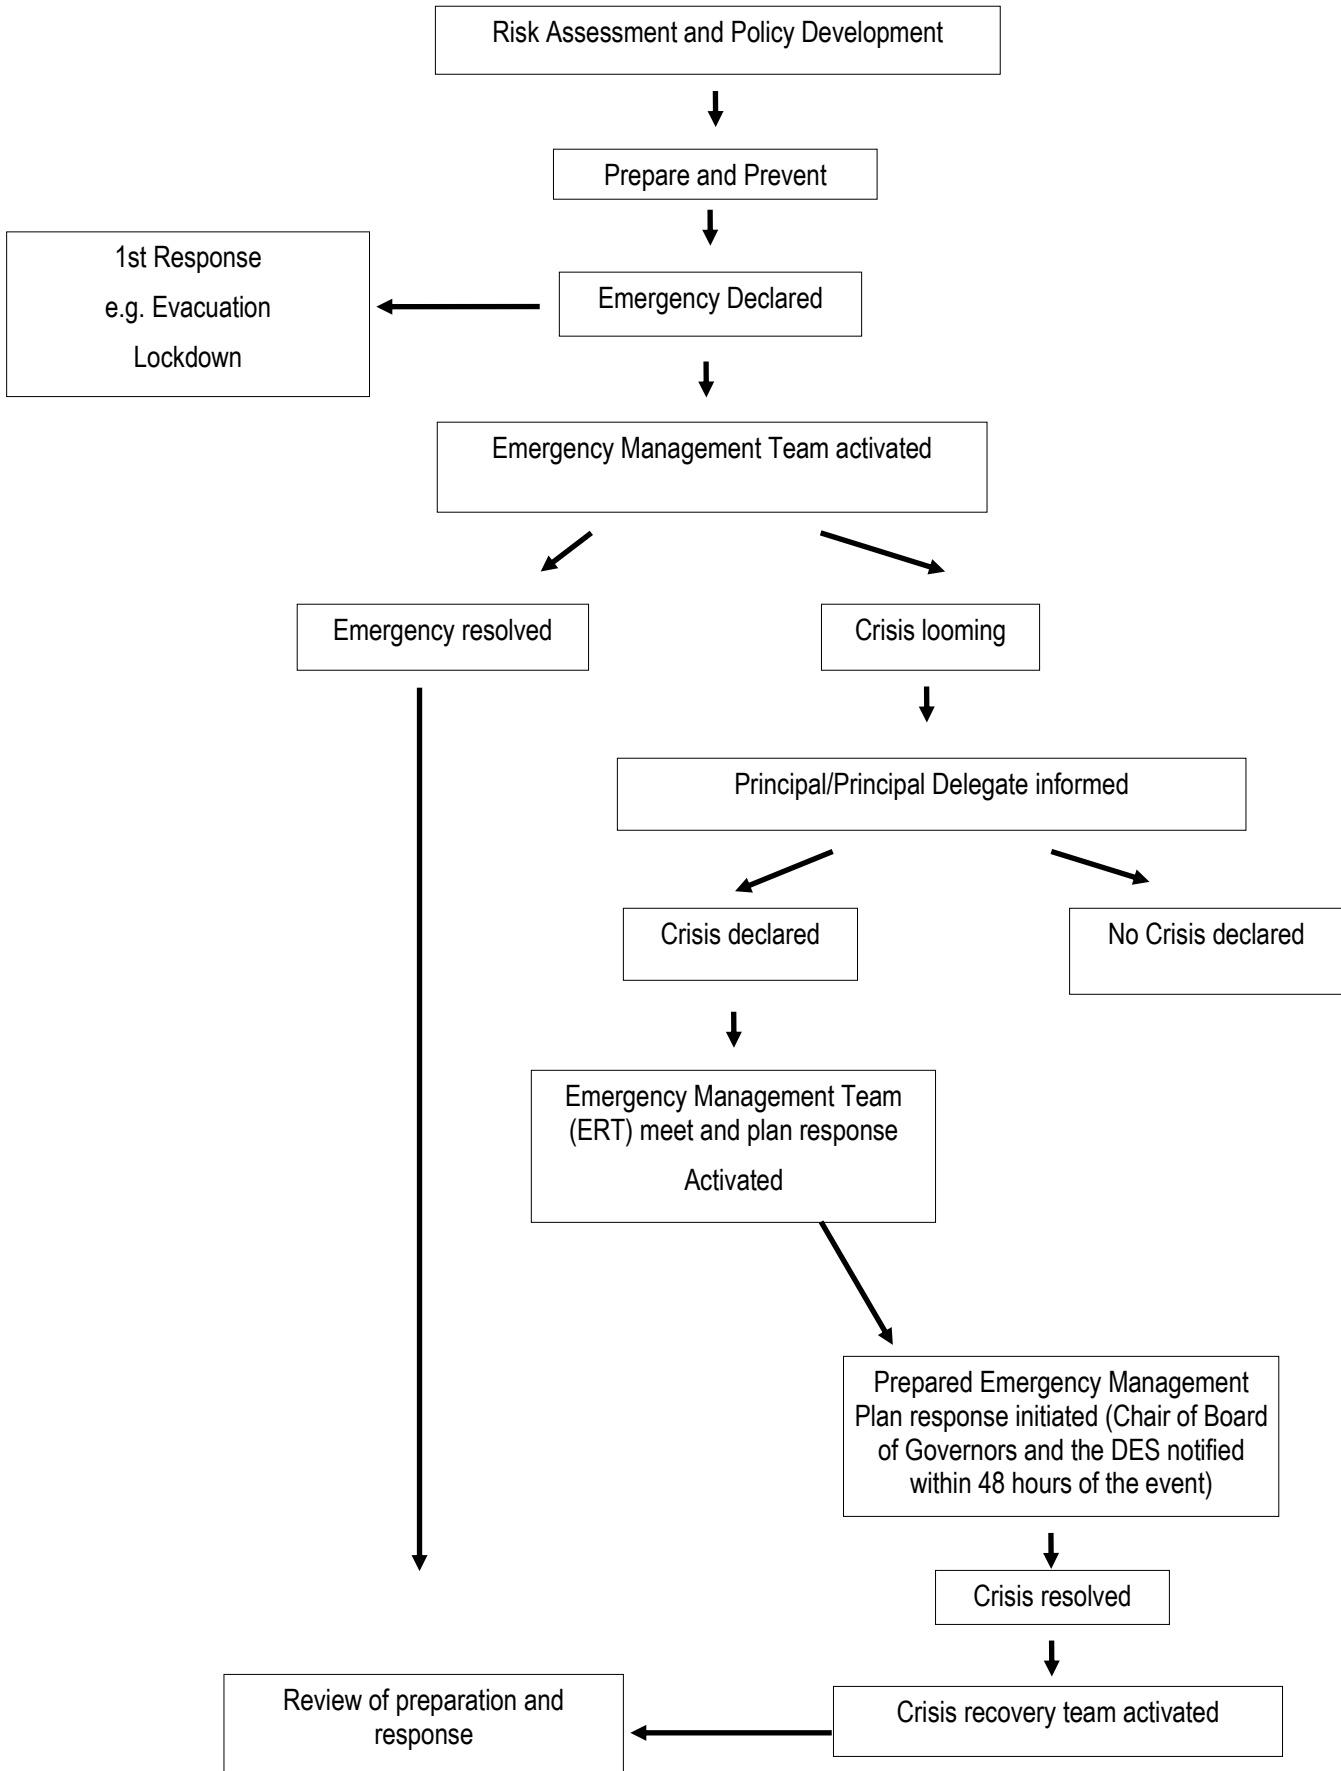 Risk Assessment and Policy Development
Prepare and Prevent
1st Response
e.g. Evacuation
Lockdown
Emergency Declared
Emergency Management Team activated
Emergency resolved
Crisis looming
Principal/Principal Delegate informed
Crisis declared
No Crisis declared
Emergency Management Team
(ERT) meet and plan response
Activated
Prepared Emergency Management
Plan response initiated (Chair of Board
of Governors and the DES notified
within 48 hours of the event)
Crisis resolved
Review of preparation and
response
Crisis recovery team activated